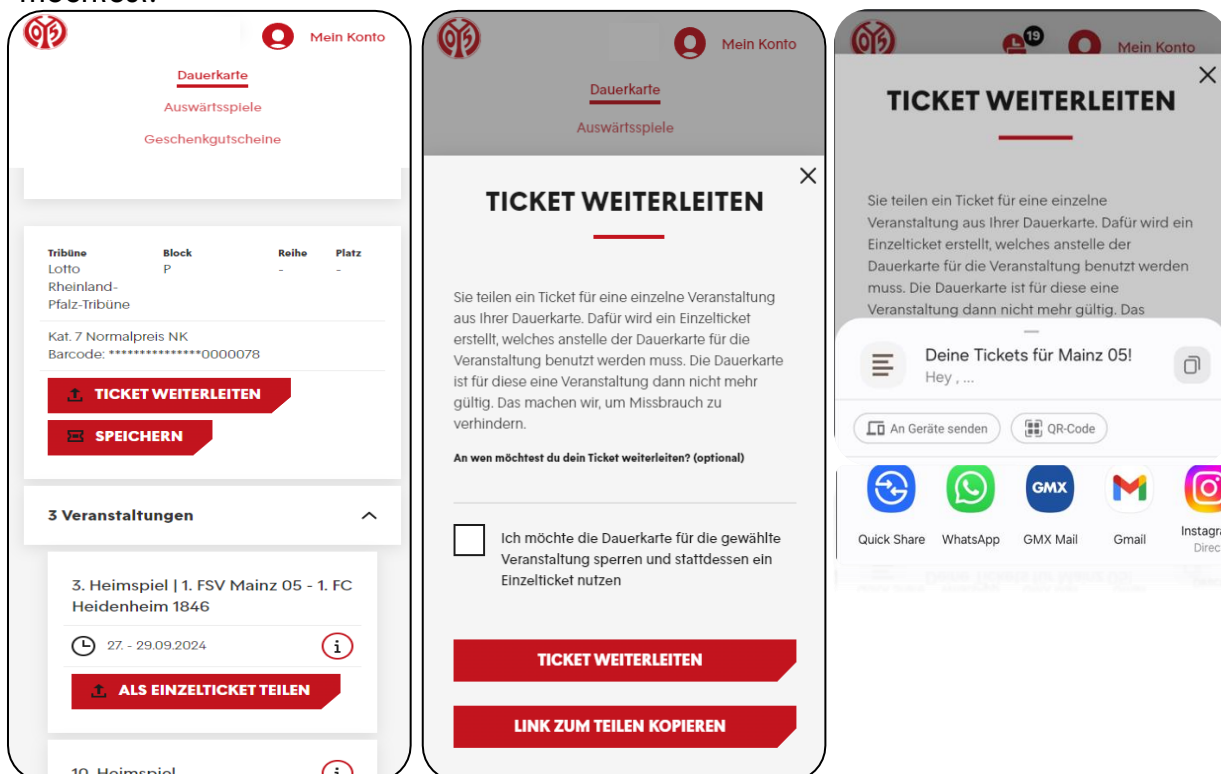 Mein Konto
Dauerkarte
Auswärtsspiele
Geschenkgutscheine
Tribüne Block Reihe Platz
Lotto P - -
Rheinland-
Pfalz-Tribüne
Kat. 7 Normalpreis NK
Barcode: ***************0000078
TICKET WEITERLEITEN
SPEICHERN
3 Veranstaltungen
3. Heimspiel | 1. FSV Mainz 05 - 1. FC
Heidenheim 1846
27. - 29.09.2024
i
ALS EINZELTICKET TEILEN
Mein Konto
Dauerkarte
Auswärtsspiele
TICKET WEITERLEITEN
Sie teilen ein Ticket für eine einzelne Veranstaltung
aus Ihrer Dauerkarte. Dafür wird ein Einzelticket
erstellt, welches anstelle der Dauerkarte für die
Veranstaltung benutzt werden muss. Die Dauerkarte
ist für diese eine Veranstaltung dann nicht mehr
gültig. Das machen wir, um Missbrauch zu
verhindern.
An wen möchtest du dein Ticket weiterleiten? (optional)
Ich möchte die Dauerkarte für die gewählte
Veranstaltung sperren und stattdessen ein
Einzelticket nutzen
TICKET WEITERLEITEN
LINK ZUM TEILEN KOPIEREN
19
Mein Konto
TICKET WEITERLEITEN
Sie teilen ein Ticket für eine einzelne
Veranstaltung aus Ihrer Dauerkarte. Dafür wird ein
Einzelticket erstellt, welches anstelle der
Dauerkarte für die Veranstaltung benutzt werden
muss. Die Dauerkarte ist für diese eine
Veranstaltung dann nicht mehr gültig. Das
Deine Tickets für Mainz 05!
Hey , ...
An Geräte senden QR-Code
GMX
Quick Share WhatsApp GMX Mail Gmail